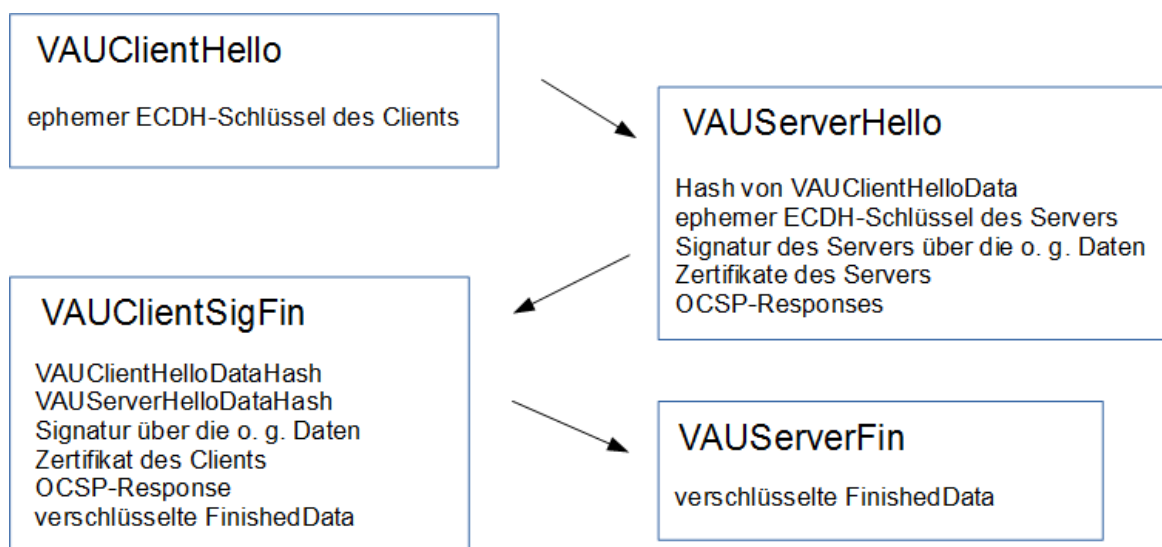 VAUClientHello
ephemer ECDH-Schlüssel des Clients
VAUServerHello
Hash von VAUClientHelloData
ephemer ECDH-Schlüssel des Servers
Signatur des Servers über die o. g. Daten
Zertifikate des Servers
OCSP-Responses
VAUClientSigFin
VAUClientHelloDataHash
VAUServerHelloDataHash
Signatur über die o. g. Daten
Zertifikat des Clients
OCSP-Response
verschlüsselte FinishedData
VAUServerFin
verschlüsselte FinishedData